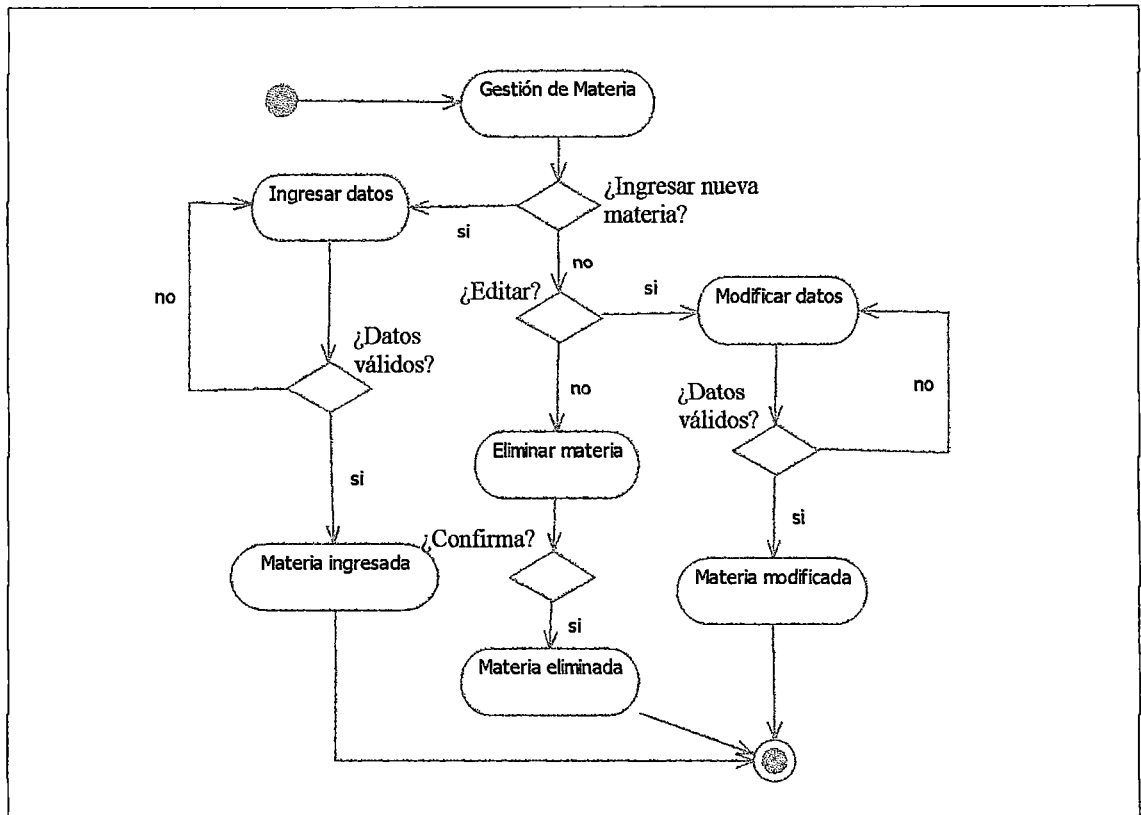 Gestión de Materia
Ingresar datos
¿Ingresar nueva
materia?
si
no
¿Editar?
si
Modificar datos
no
¿Datos
válidos?
no
¿Datos
válidos?
no
Eliminar materia
si
si
¿Confirma?
Materia ingresada
Materia modificada
si
Materia eliminada